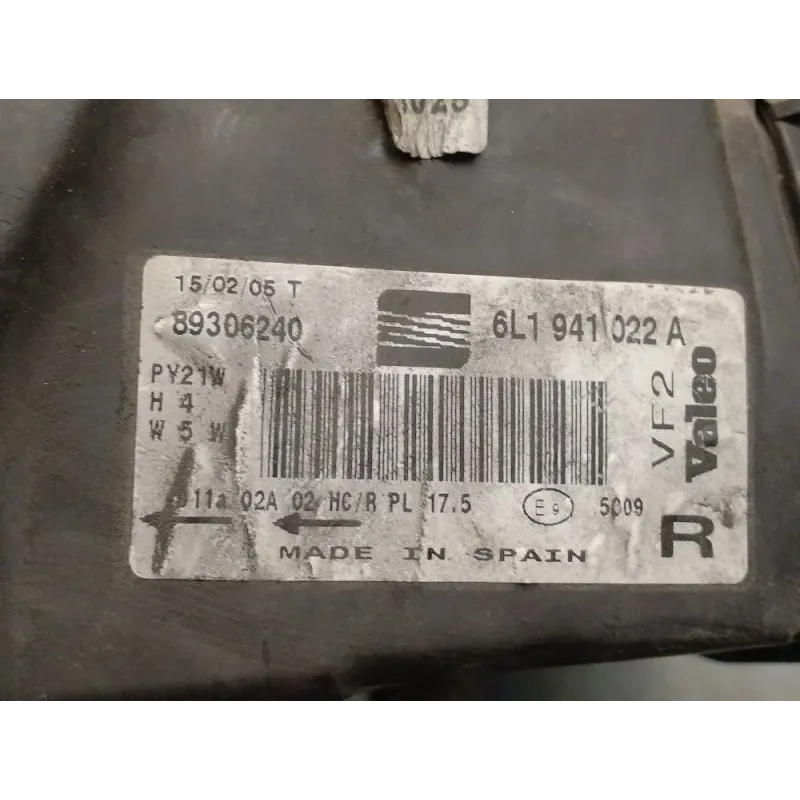 15/02/05 T
89306240
6L1 941 022 A
PY21W
H 4
W 5 W
VF2
Valeo
11a 02A 02 HC/R PL 17.5
E9
5009
R
MADE IN SPAIN